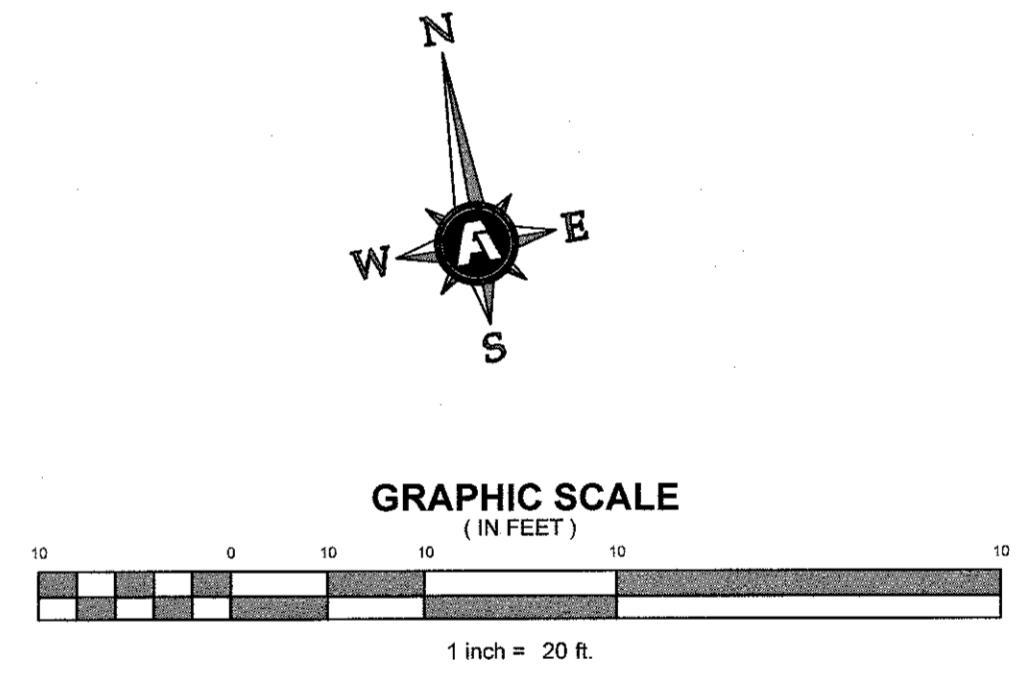 N
W A E
S
GRAPHIC SCALE
( IN FEET )
10 0 10 10 10 10
1 inch = 20 ft.